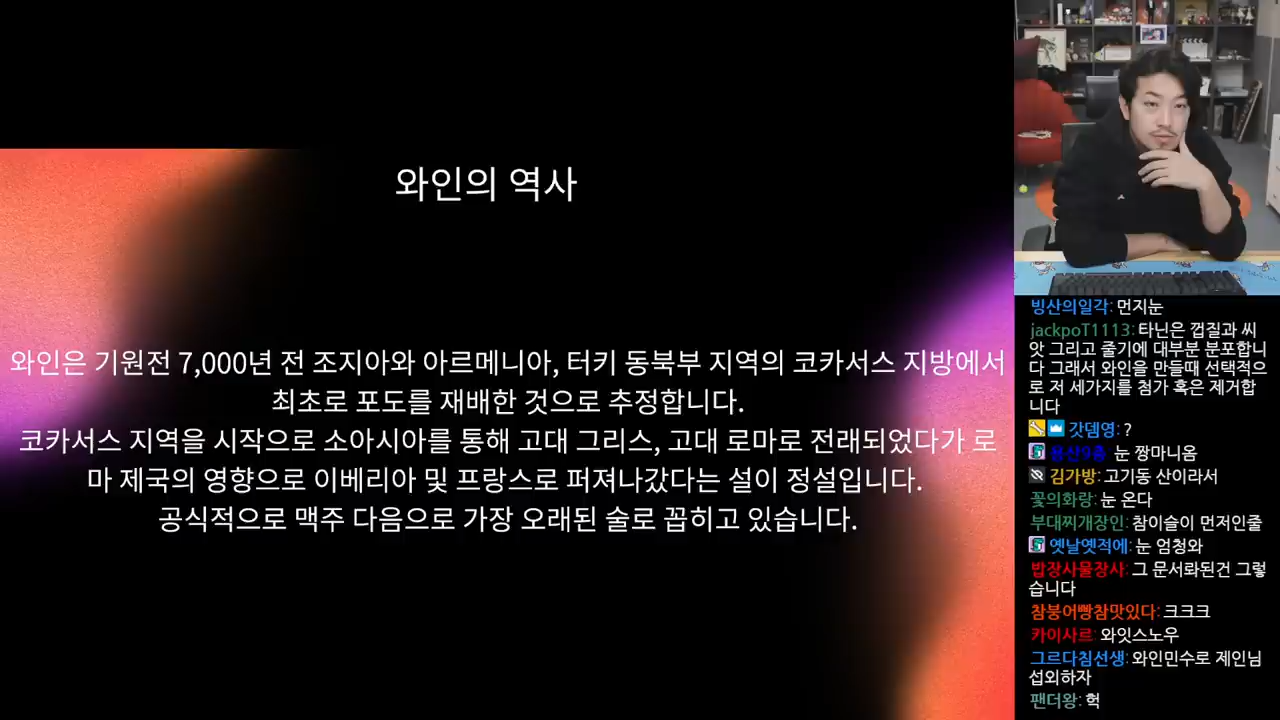 와인의 역사
와인은 기원전 7,000년 전 조지아와 아르메니아, 터키 동북부 지역의 코카서스 지방에서
최초로 포도를 재배한 것으로 추정합니다.
코카서스 지역을 시작으로 소아시아를 통해 고대 그리스, 고대 로마로 전래되었다가 로
마 제국의 영향으로 이베리아 및 프랑스로 퍼져나갔다는 설이 정설입니다.
공식적으로 맥주 다음으로 가장 오래된 술로 꼽히고 있습니다.
빙산의일각: 먼지눈
jackpoT1113: 타닌은 껍질과 씨
앗 그리고 줄기에 대부분 분포합니
다 그래서 와인을 만들때 선택적으
로 저 세가지를 첨가 혹은 제거합
니다
갓뎀영: ?
용산9층: 눈 짱마니옴
김가방: 고기동 산이라서
꽃의화랑: 눈 온다
부대찌개장인: 참이슬이 먼저인줄
옛날옛적에: 눈 엄청와
밥장사물장사: 그 문서롸된건 그렇
습니다
참붕어빵참맛있다: 크크크
카이사르: 와잇스노우
그르다침선생: 와인민수로 제인님
섭외하자
팬더왕: 헉